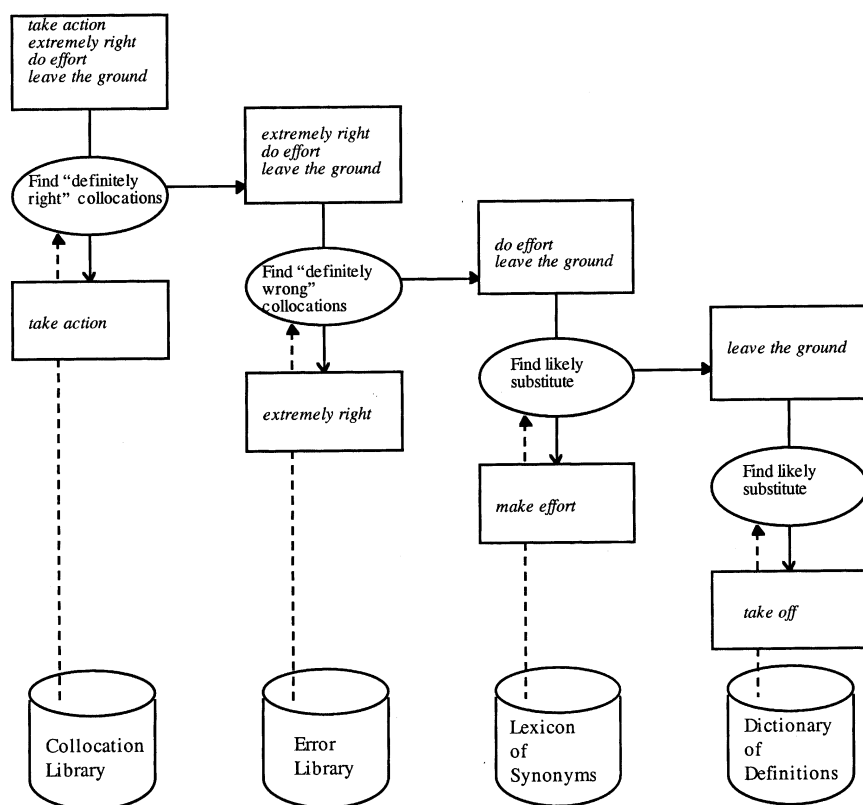 take action
extremely right
do effort
leave the ground
Find “definitely
right” collocations
take action
extremely right
do effort
leave the ground
Find “definitely
wrong”
collocations
extremely right
do effort
leave the ground
Find likely
substitute
make effort
leave the ground
Find likely
substitute
take off
Collocation
Library
Error
Library
Lexicon
of
Synonyms
Dictionary
of
Definitions